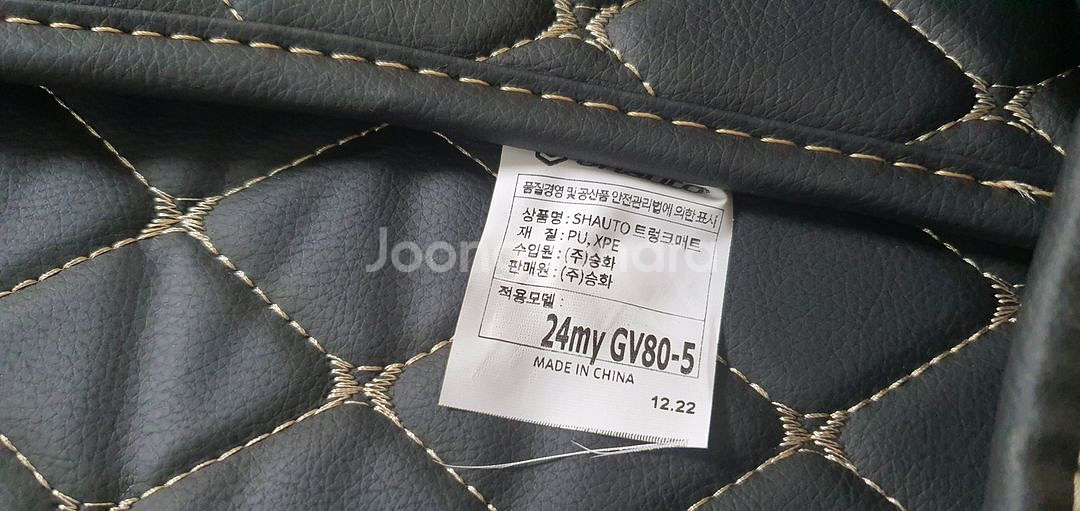 품질경영 및 공산품 안전관리법에 의한 표시
상품명 : SHAUTO 트렁크매트
재 질 : PU, XPE
수입원 : (주)승화
판매원 : (주)승화
적용모델 :
24my GV80-5
MADE IN CHINA
12.22